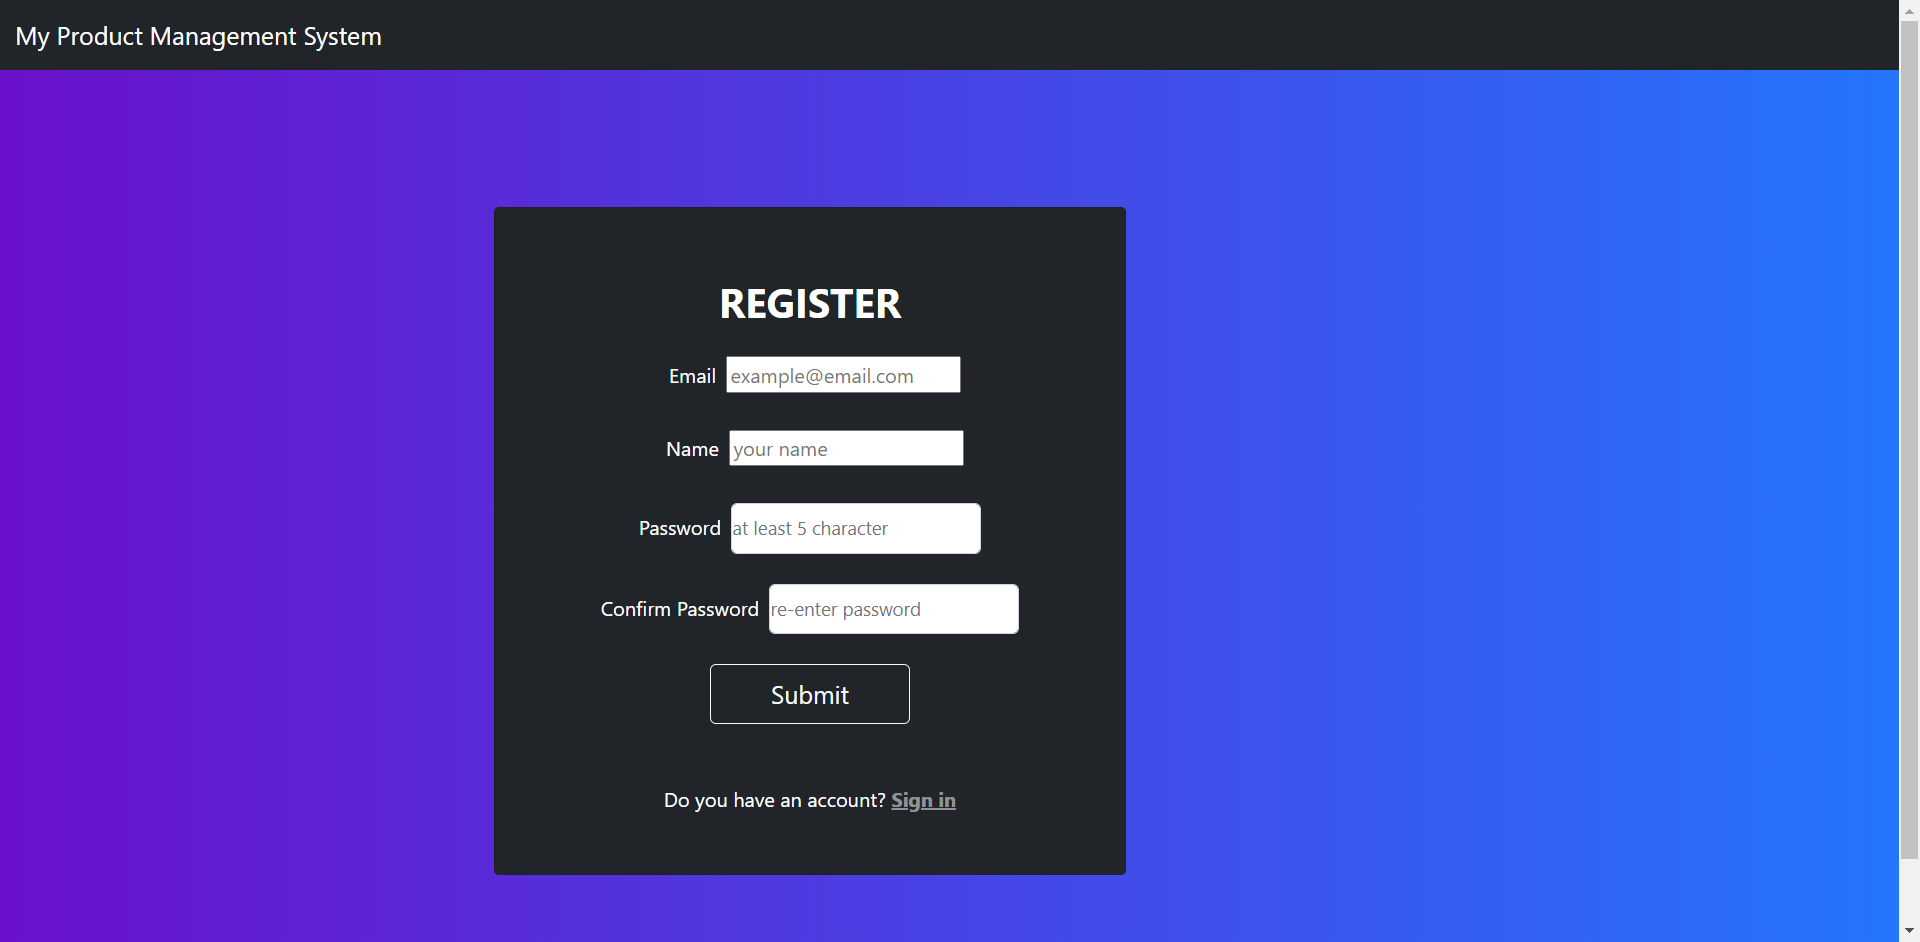 My Product Management System
REGISTER
Email example@email.com
Name your name
Password at least 5 character
Confirm Password re-enter password
Submit
Do you have an account? Sign in